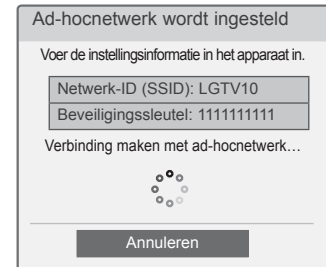 Ad-hocnetwerk wordt ingesteld
Voer de instellingsinformatie in het apparaat in.
Netwerk-ID (SSID): LGTV10
Beveiligingssleutel: 1111111111
Verbinding maken met ad-hocnetwerk…
Annuleren